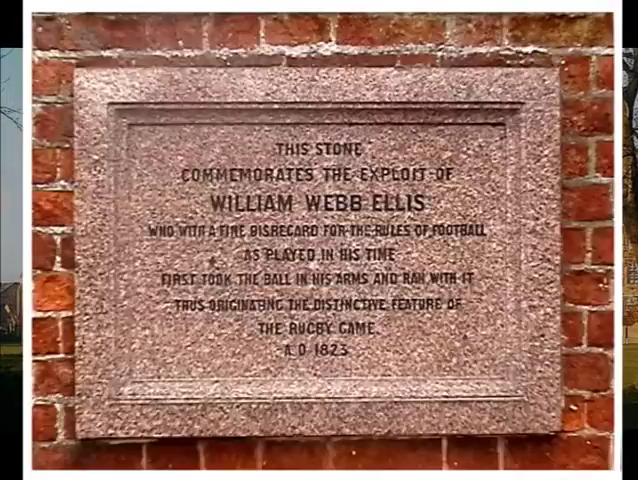 THIS STONE
COMMEMORATES THE EXPLOIT OF
WILLIAM WEBB ELLIS
WHO WITH A FINE DISREGARD FOR THE RULES OF FOOTBALL
AS PLAYED IN HIS TIME
FIRST TOOK THE BALL IN HIS ARMS AND RAN WITH IT
THUS ORIGINATING THE DISTINCTIVE FEATURE OF
THE RUGBY GAME
A.D. 1823